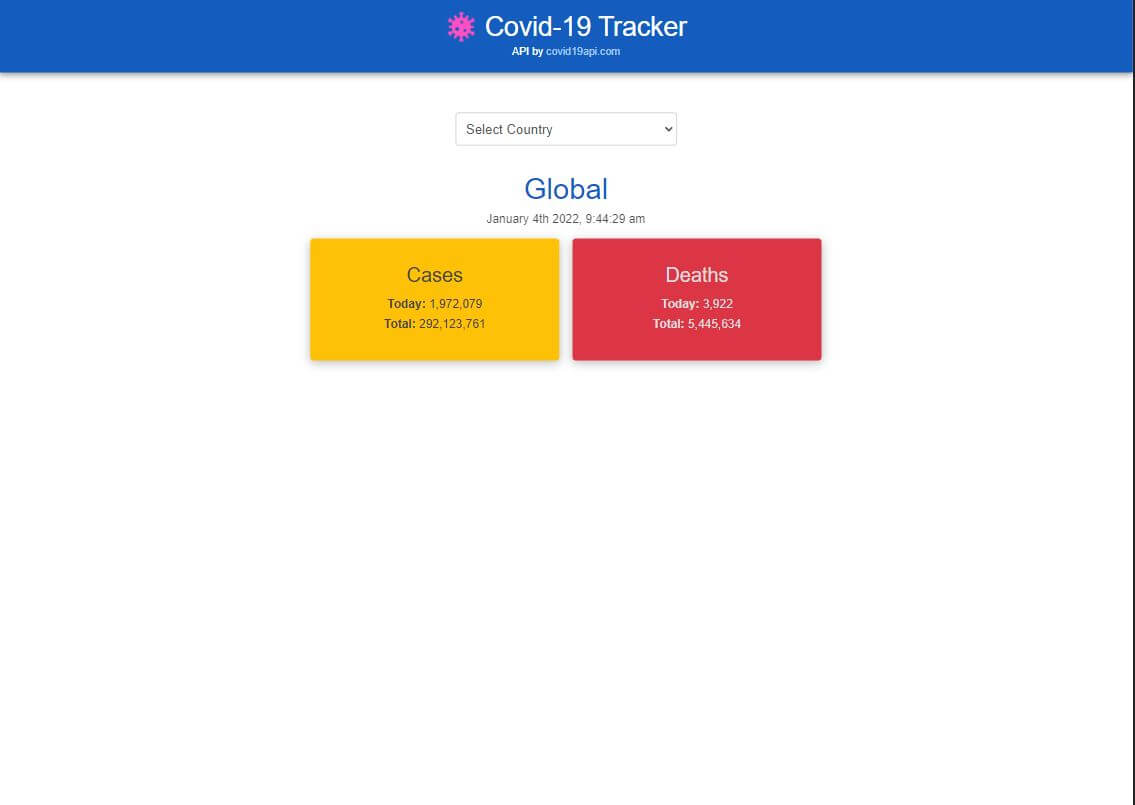 Covid-19 Tracker
API by covid19api.com
Select Country
Global
January 4th 2022, 9:44:29 am
Cases
Today: 1,972,079
Total: 292,123,761
Deaths
Today: 3,922
Total: 5,445,634